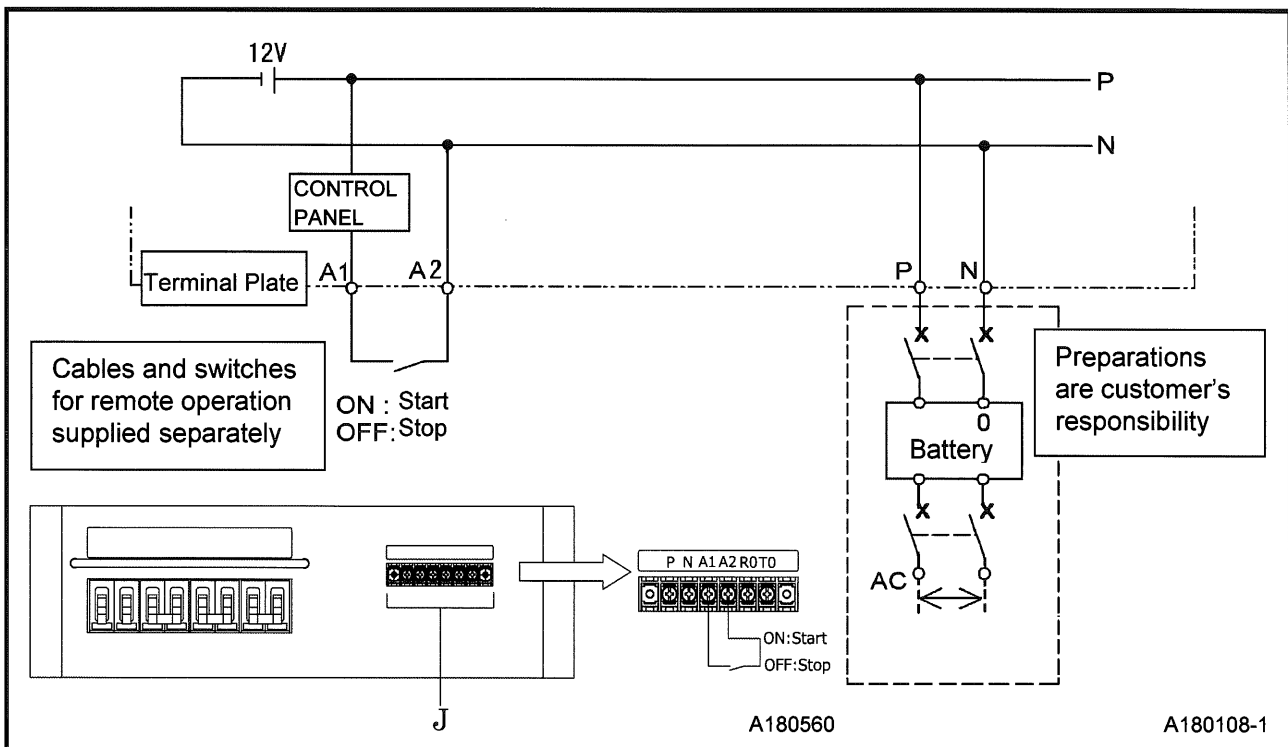 12V
P
N
CONTROL
PANEL
Terminal Plate
A1
A2
P
N
Cables and switches
for remote operation
supplied separately
ON : Start
OFF: Stop
Preparations
are customer's
responsibility
0
Battery
AC
P N A1 A2 R0 T0
ON:Start
OFF:Stop
J
A180560
A180108-1